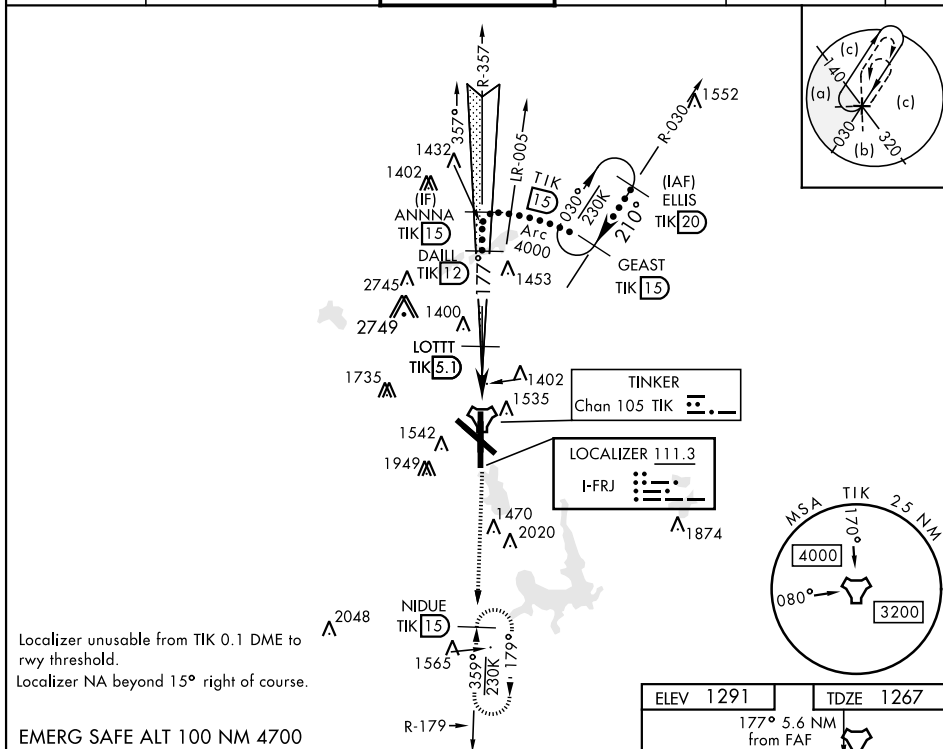 R-357
357°
LR-005
R-030
1552
1432
1402
(IF)
ANNNA
TIK 15
TIK
15
Arc
4000
030°
230K
210°
(IAF)
ELLIS
TIK 20
GEAST
TIK 15
DAILL
TIK 12
177°
1453
2745
2749
1400
LOTTT
TIK 5.1
1735
1402
1535
1542
1949
TINKER
Chan 105 TIK
LOCALIZER 111.3
I-FRJ
1470
2020
1874
2048
NIDUE
TIK 15
1565
359°
230K
179°
R-179
(c)
140
(a)
(c)
030
(b)
320
MSA TIK 25 NM
170°
4000
080°
3200
Localizer unusable from TIK 0.1 DME to
rwy threshold.
Localizer NA beyond 15° right of course.
EMERG SAFE ALT 100 NM 4700
ELEV 1291
TDZE 1267
177° 5.6 NM
from FAF